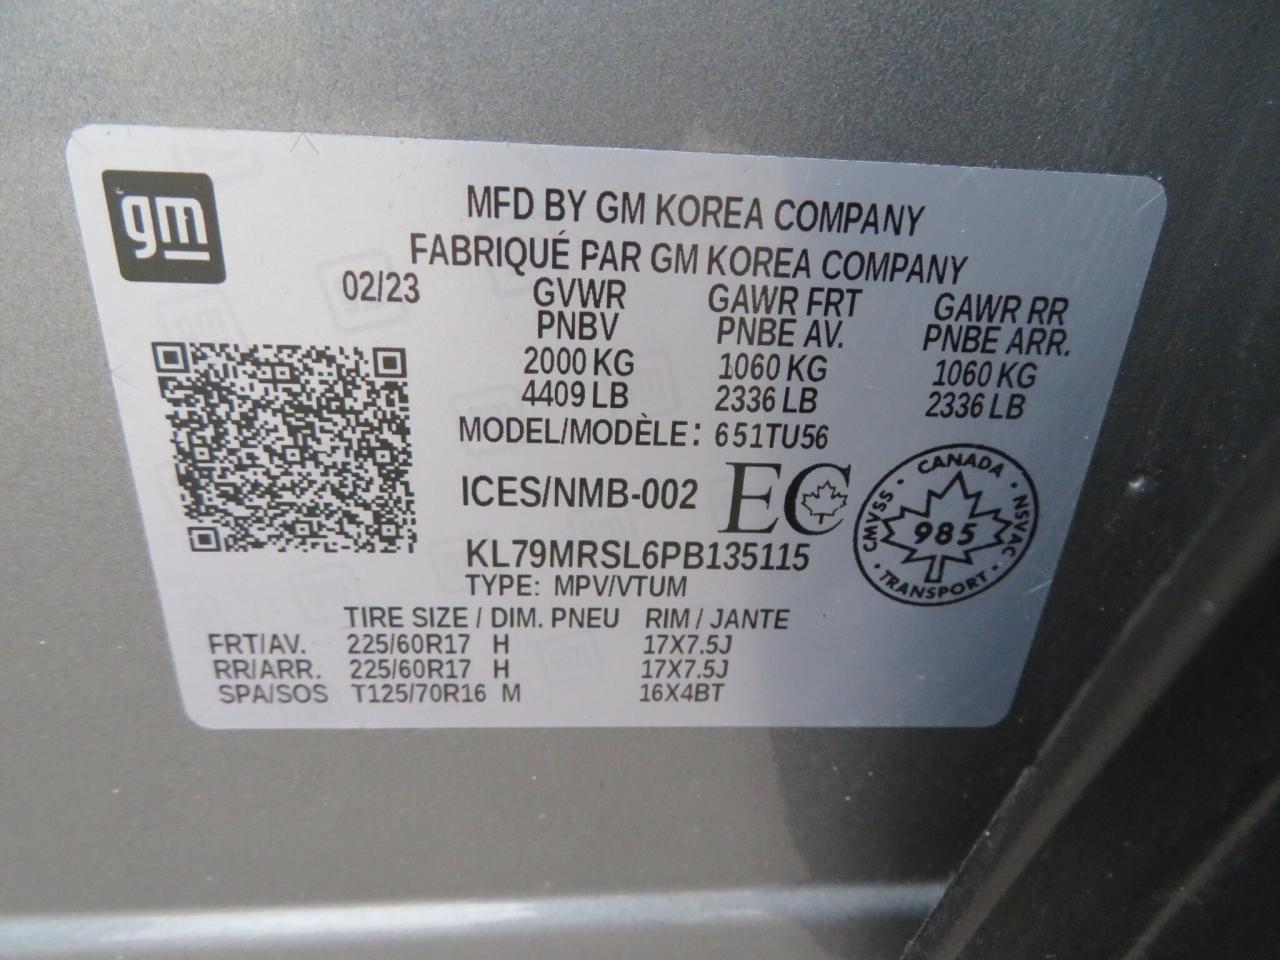 gm
MFD BY GM KOREA COMPANY
FABRIQUÉ PAR GM KOREA COMPANY
02/23
GVWR GAWR FRT GAWR RR
PNBV PNBE AV. PNBE ARR.
2000 KG 1060 KG 1060 KG
4409 LB 2336 LB 2336 LB
MODEL/MODÈLE: 651TU56
ICES/NMB-002 EC
CANADA
CMVSS 985 NSVAC
TRANSPORT
KL79MRSL6PB135115
TYPE: MPV/VTUM
TIRE SIZE / DIM. PNEU RIM / JANTE
FRT/AV. 225/60R17 H 17X7.5J
RR/ARR. 225/60R17 H 17X7.5J
SPA/SOS T125/70R16 M 16X4BT